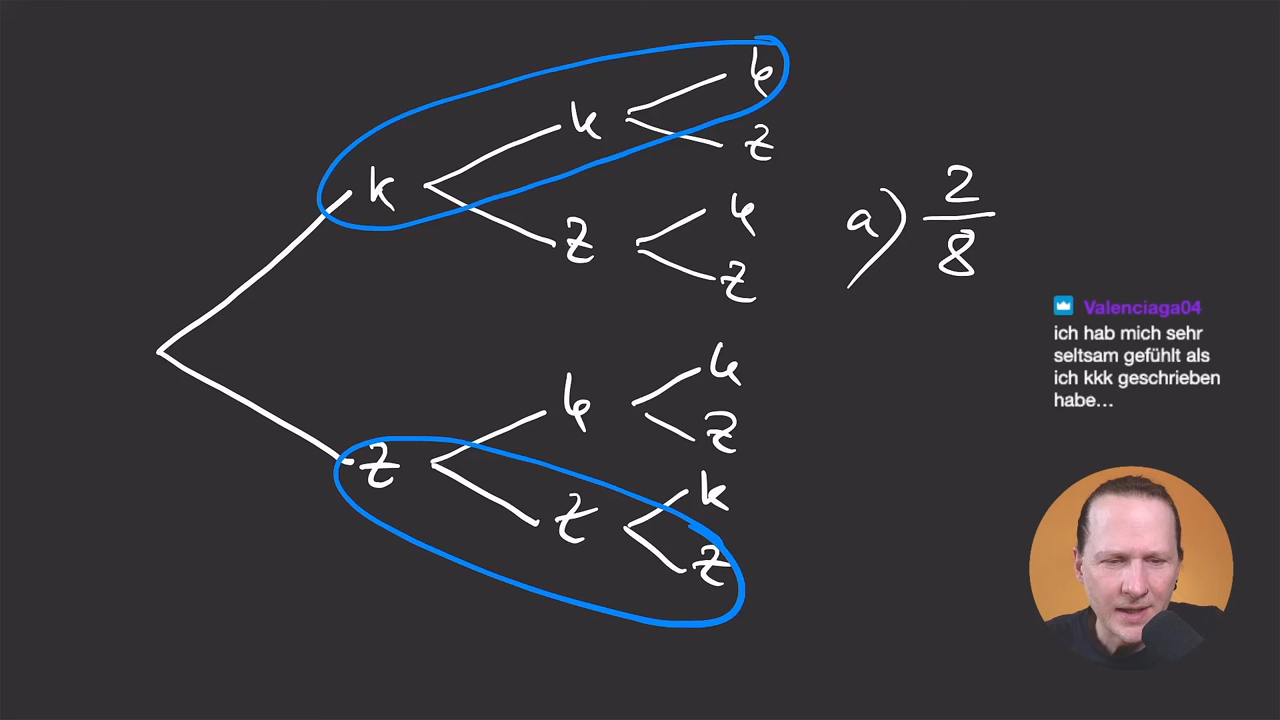 k
z
k
k
z
a) 2/8
k
k
z
z
Valenciaga04
ich hab mich sehr
seltsam gefühlt als
ich kkk geschrieben
habe...
k
k
z
z
k
z
z